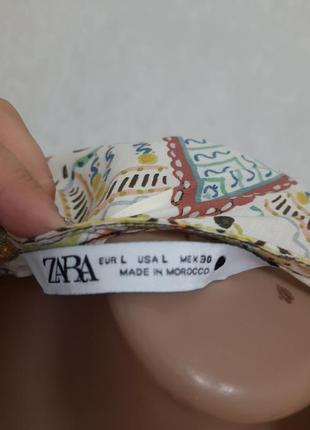 ZARA
EUR L USA L MEX 30
MADE IN MOROCCO